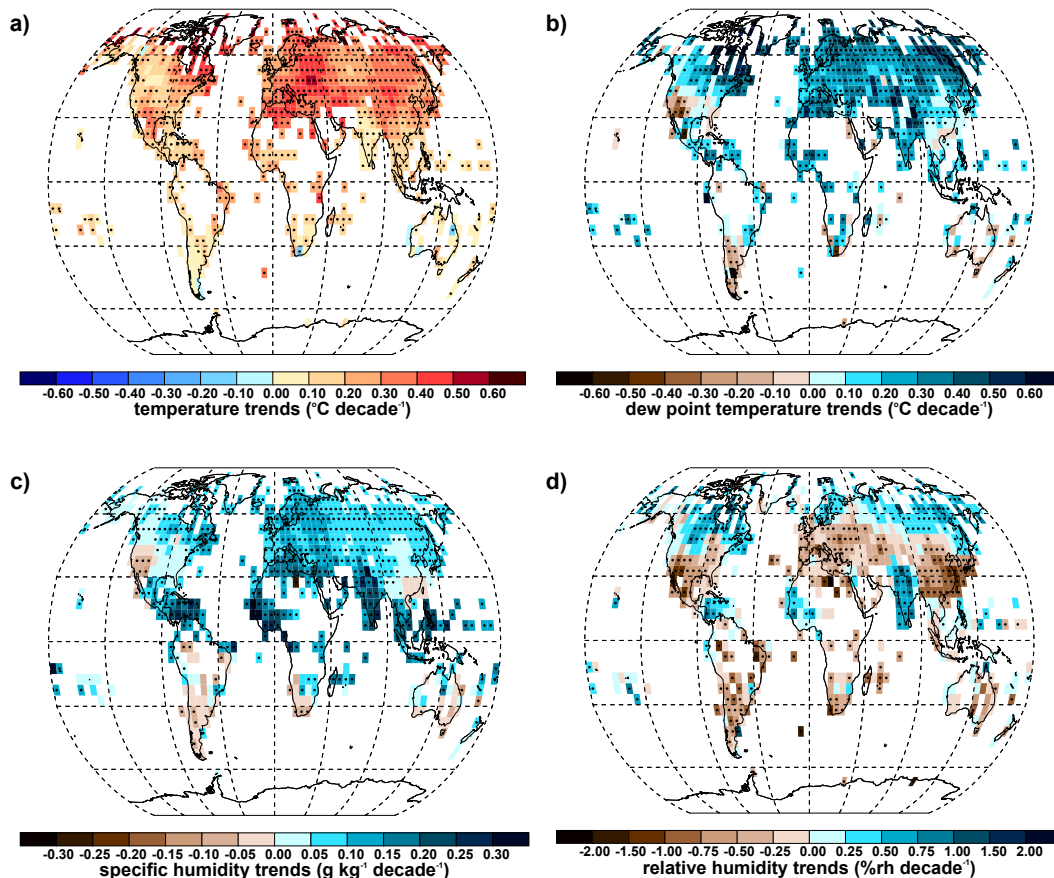 a)
b)
-0.60 -0.50 -0.40 -0.30 -0.20 -0.10 0.00 0.10 0.20 0.30 0.40 0.50 0.60
temperature trends (°C decade⁻¹)
-0.60 -0.50 -0.40 -0.30 -0.20 -0.10 0.00 0.10 0.20 0.30 0.40 0.50 0.60
dew point temperature trends (°C decade⁻¹)
c)
d)
-0.30 -0.25 -0.20 -0.15 -0.10 -0.05 0.00 0.05 0.10 0.15 0.20 0.25 0.30
specific humidity trends (g kg⁻¹ decade⁻¹)
-2.00 -1.50 -1.00 -0.75 -0.50 -0.25 0.00 0.25 0.50 0.75 1.00 1.50 2.00
relative humidity trends (%rh decade⁻¹)